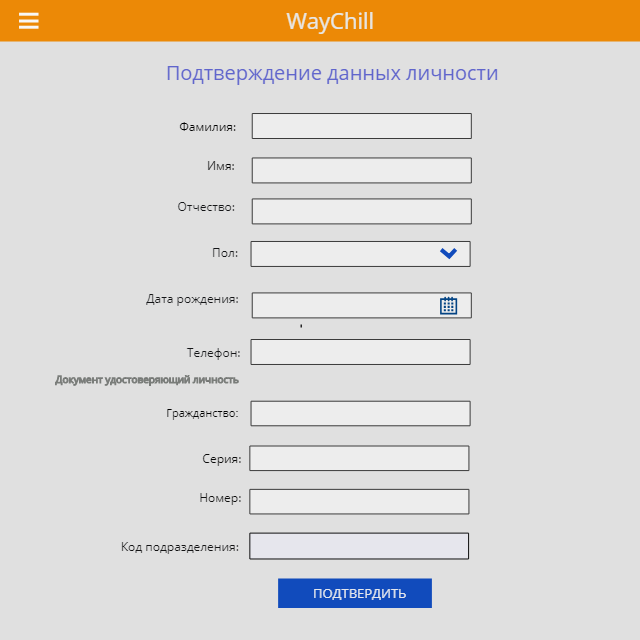 WayChill
Подтверждение данных личности
Фамилия:
Имя:
Отчество:
Пол:
Дата рождения:
Телефон:
Документ удостоверяющий личность
Гражданство:
Серия:
Номер:
Код подразделения:
ПОДТВЕРДИТЬ